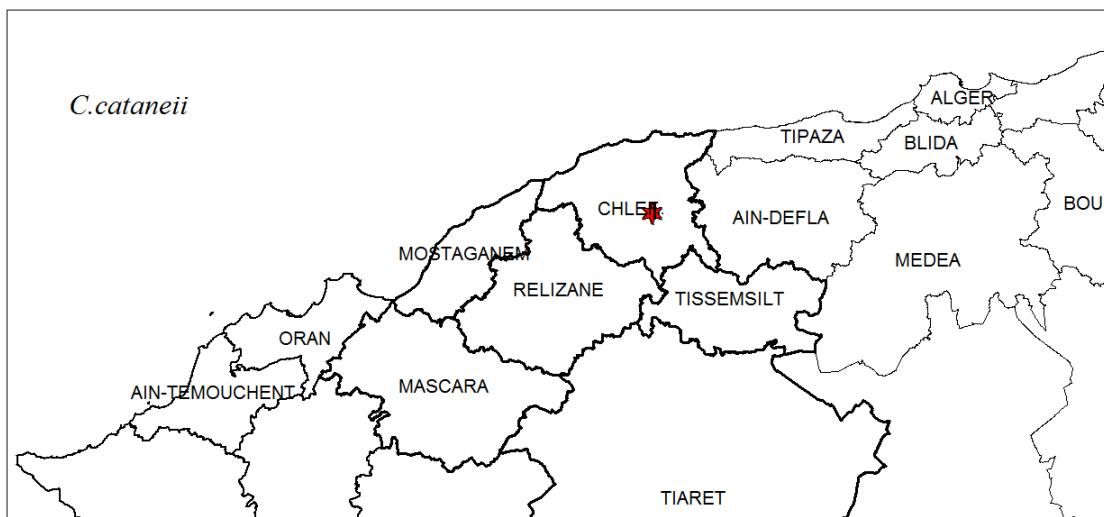 ALGER
C.cataneii
TIPAZA
BLIDA
CHLEF
BOU
AIN-DEFLA
MOSTAGANEM
MEDEA
RELIZANE
TISSEMSILT
ORAN
AIN-TEMOUCHENT
MASCARA
TIARET